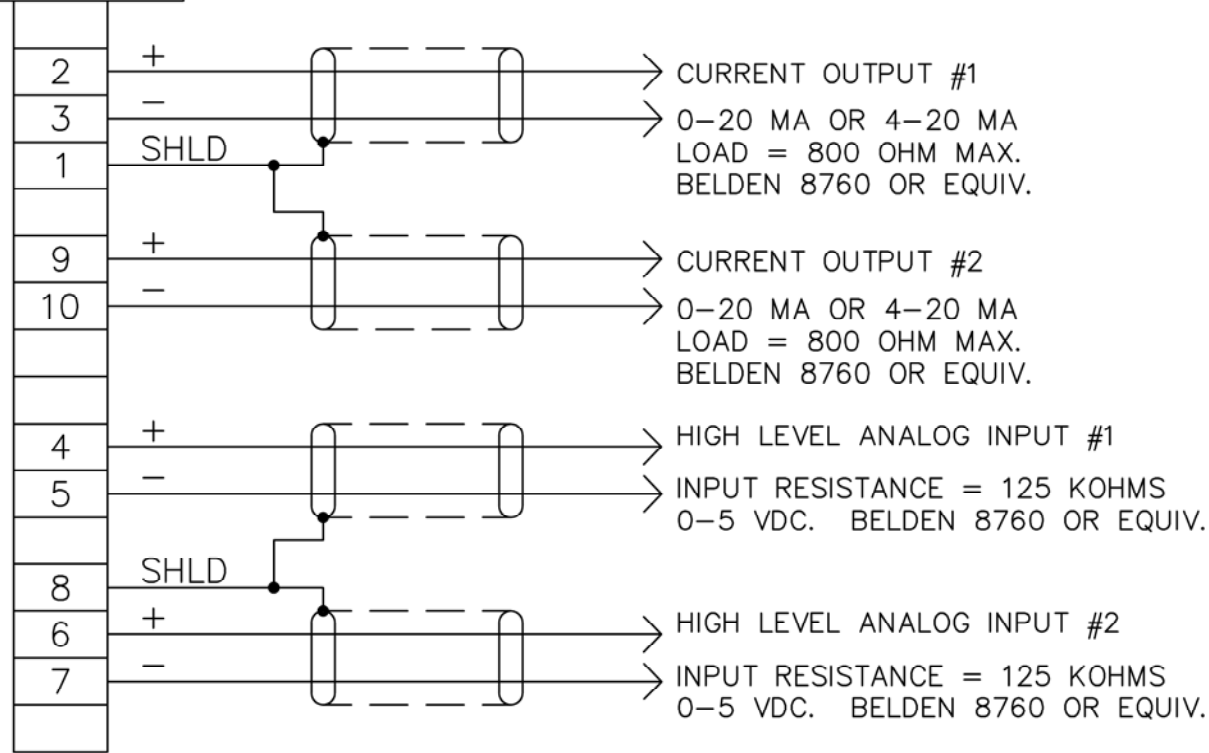 2 + CURRENT OUTPUT #1
3 − 0–20 MA OR 4–20 MA
LOAD = 800 OHM MAX.
1 SHLD
BELDEN 8760 OR EQUIV.
9 + CURRENT OUTPUT #2
10 − 0–20 MA OR 4–20 MA
LOAD = 800 OHM MAX.
BELDEN 8760 OR EQUIV.
4 + HIGH LEVEL ANALOG INPUT #1
5 − INPUT RESISTANCE = 125 KOHMS
0–5 VDC. BELDEN 8760 OR EQUIV.
8 SHLD
6 + HIGH LEVEL ANALOG INPUT #2
7 − INPUT RESISTANCE = 125 KOHMS
0–5 VDC. BELDEN 8760 OR EQUIV.